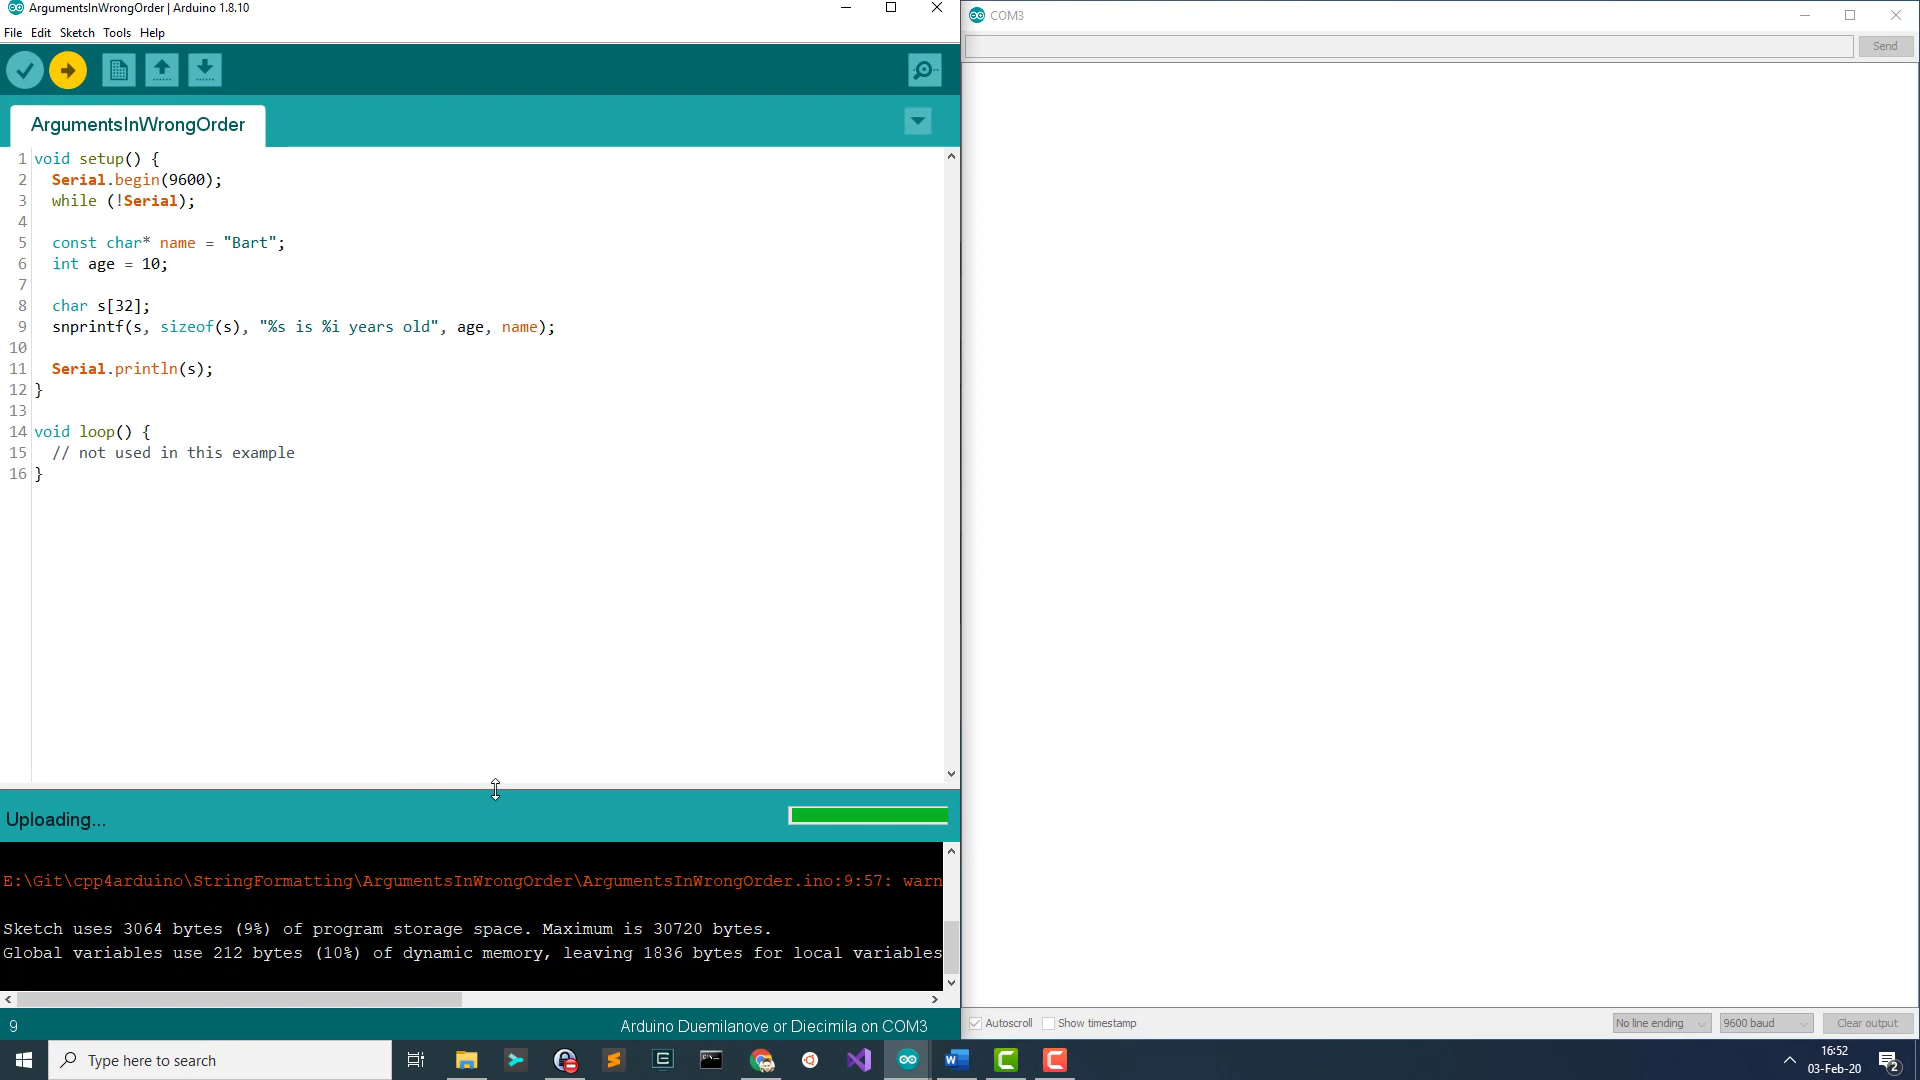 ArgumentsInWrongOrder | Arduino 1.8.10
File Edit Sketch Tools Help
ArgumentsInWrongOrder
1 void setup() {
2 Serial.begin(9600);
3 while (!Serial);
4
5 const char* name = "Bart";
6 int age = 10;
7
8 char s[32];
9 snprintf(s, sizeof(s), "%s is %i years old", age, name);
10
11 Serial.println(s);
12 }
13
14 void loop() {
15 // not used in this example
16 }
Uploading...
E:\Git\cpp4arduino\StringFormatting\ArgumentsInWrongOrder\ArgumentsInWrongOrder.ino:9:57: warn
Sketch uses 3064 bytes (9%) of program storage space. Maximum is 30720 bytes.
Global variables use 212 bytes (10%) of dynamic memory, leaving 1836 bytes for local variables
9
Arduino Duemilanove or Diecimila on COM3
COM3
Send
Autoscroll
Show timestamp
No line ending
9600 baud
Clear output
Type here to search
16:52
03-Feb-20
2